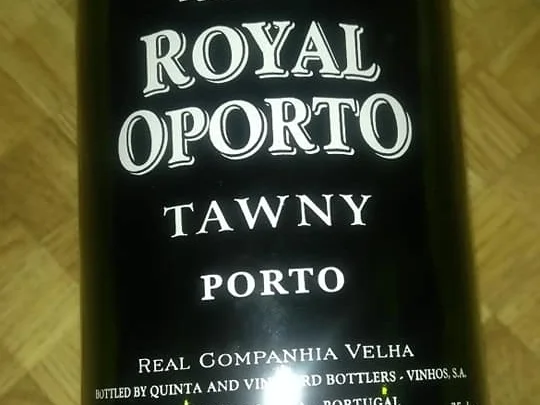 ROYAL
OPORTO
TAWNY
PORTO
REAL COMPANHIA VELHA
BOTTLED BY QUINTA AND VINEYARD BOTTLERS - VINHOS, S.A.
PORTUGAL